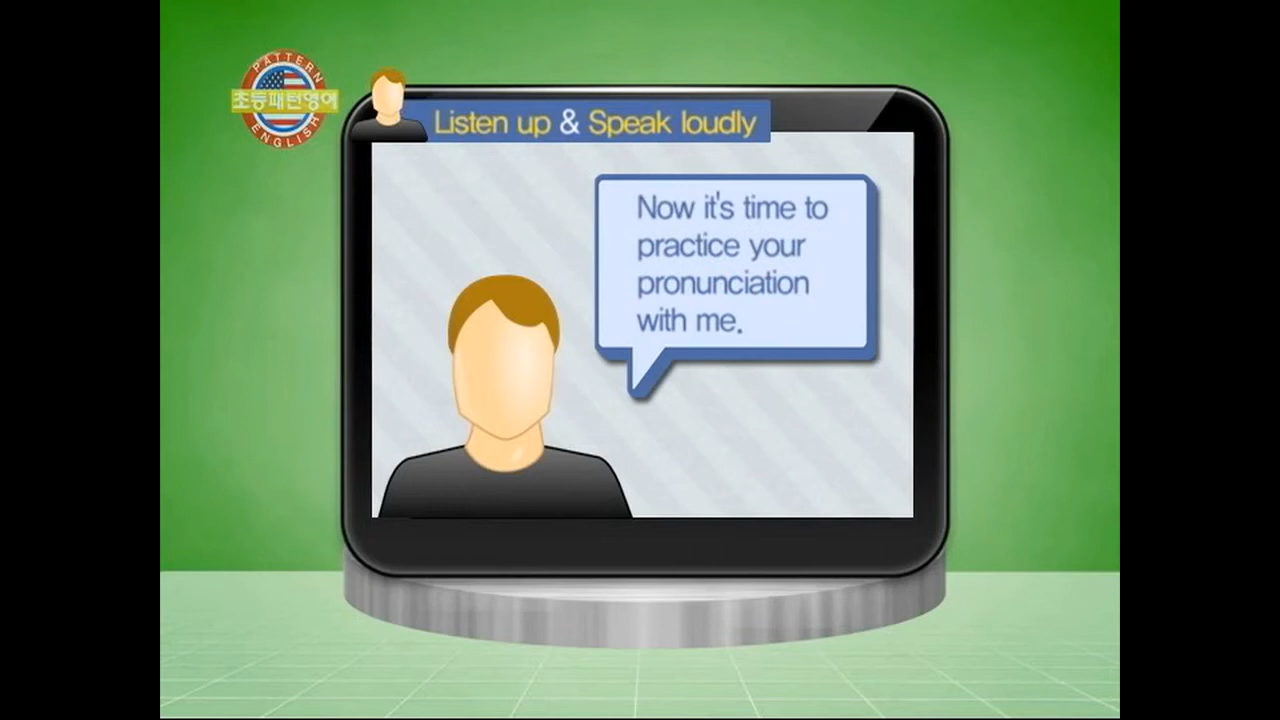 PATTERN
초등패턴영어
ENGLISH
Listen up & Speak loudly
Now it's time to
practice your
pronunciation
with me.